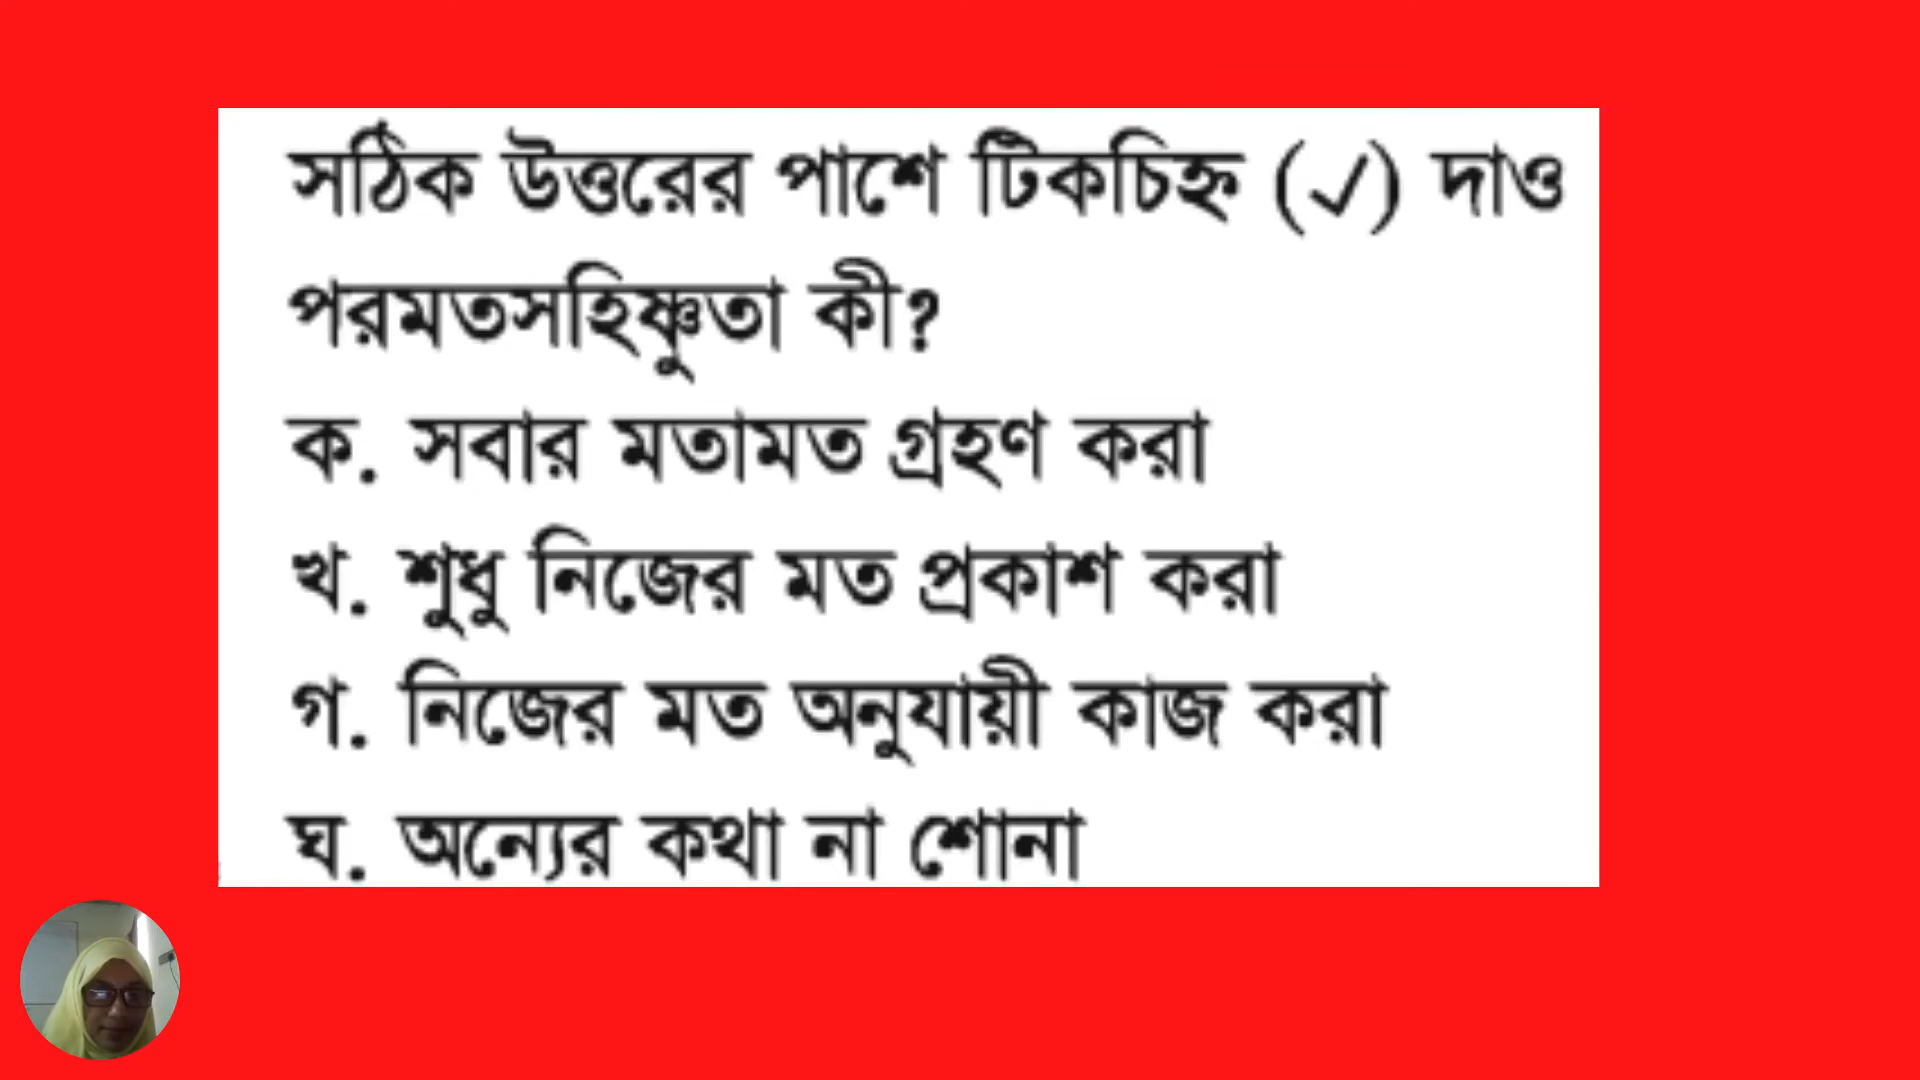 সঠিক উত্তরের পাশে টিকচিহ্ন (✓) দাও
পরমতসহিষ্ণুতা কী?
ক. সবার মতামত গ্রহণ করা
খ. শুধু নিজের মত প্রকাশ করা
গ. নিজের মত অনুযায়ী কাজ করা
ঘ. অন্যের কথা না শোনা